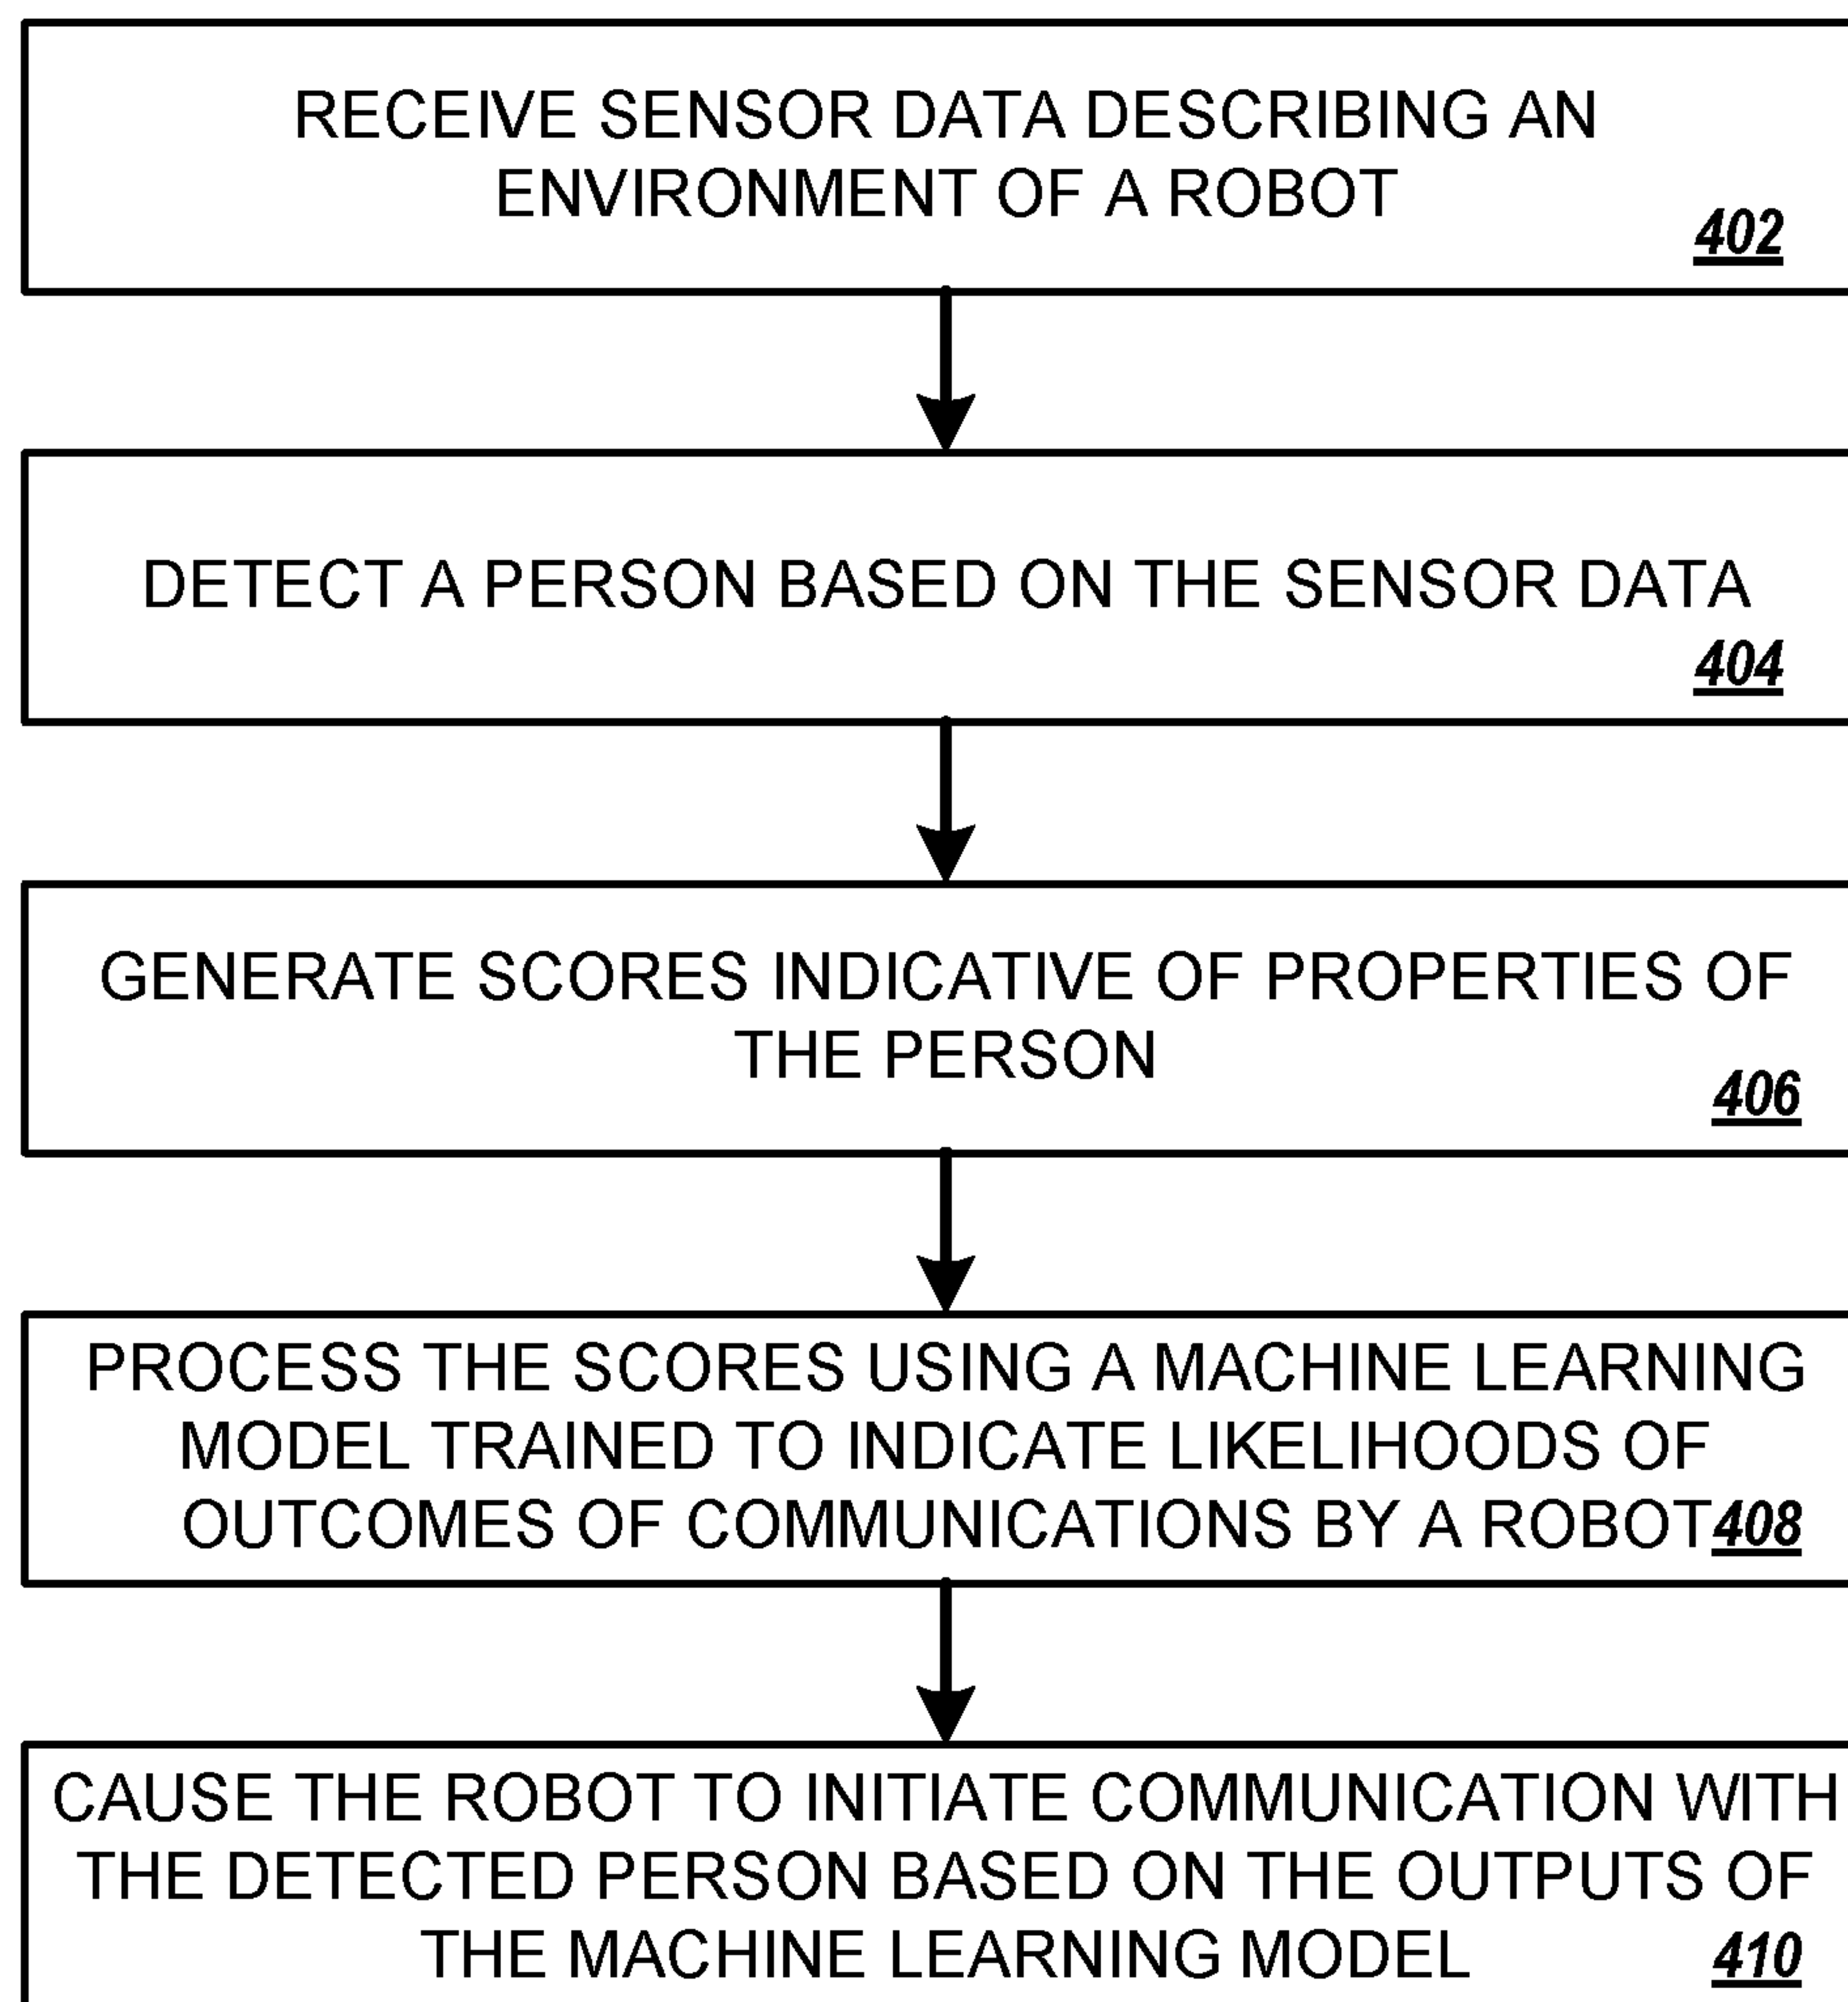 RECEIVE SENSOR DATA DESCRIBING AN
ENVIRONMENT OF A ROBOT
402
DETECT A PERSON BASED ON THE SENSOR DATA
404
GENERATE SCORES INDICATIVE OF PROPERTIES OF
THE PERSON
406
PROCESS THE SCORES USING A MACHINE LEARNING
MODEL TRAINED TO INDICATE LIKELIHOODS OF
OUTCOMES OF COMMUNICATIONS BY A ROBOT 408
CAUSE THE ROBOT TO INITIATE COMMUNICATION WITH
THE DETECTED PERSON BASED ON THE OUTPUTS OF
THE MACHINE LEARNING MODEL 410